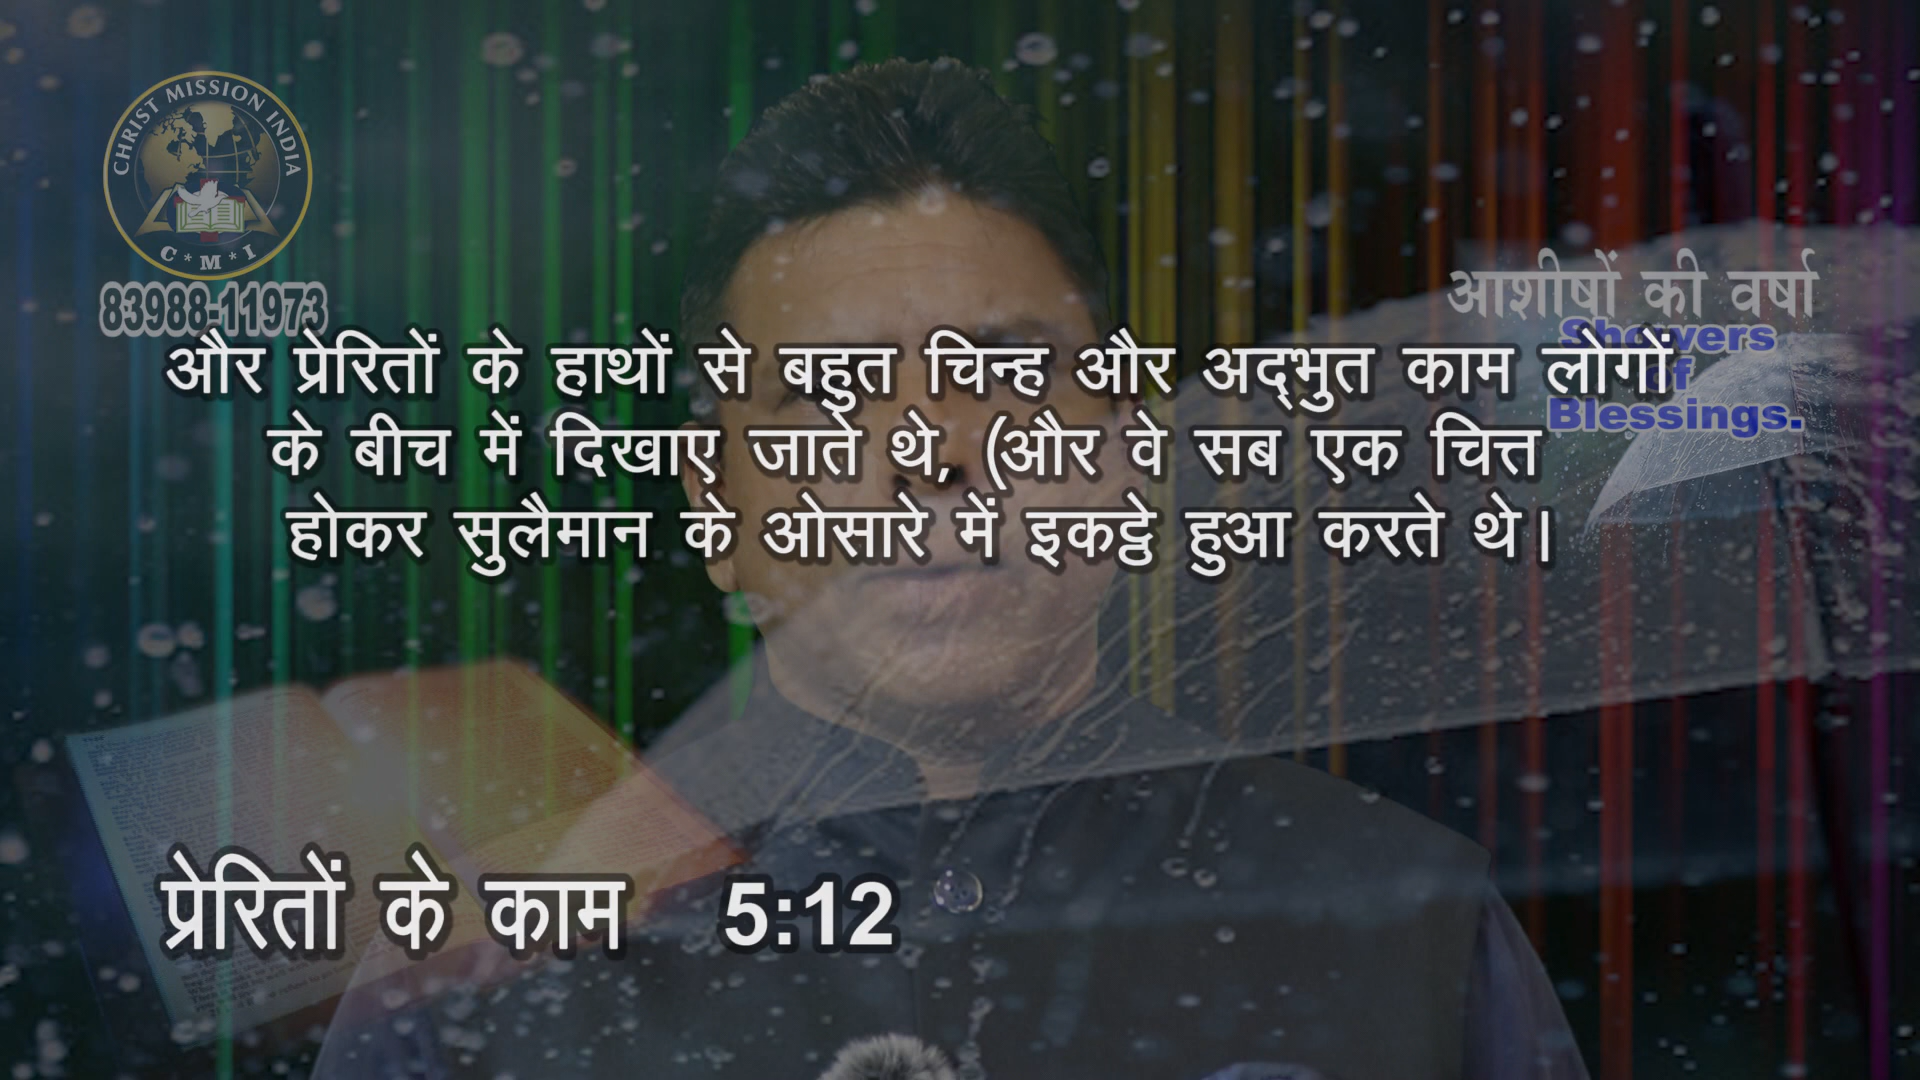 CHRIST MISSION INDIA
C * M * I
83988-11973
आशीषों की वर्षा
Showers
of
Blessings.
और प्रेरितों के हाथों से बहुत चिन्ह और अद्भुत काम लोगों
के बीच में दिखाए जाते थे, (और वे सब एक चित्त
होकर सुलैमान के ओसारे में इकट्ठे हुआ करते थे।
प्रेरितों के काम 5:12